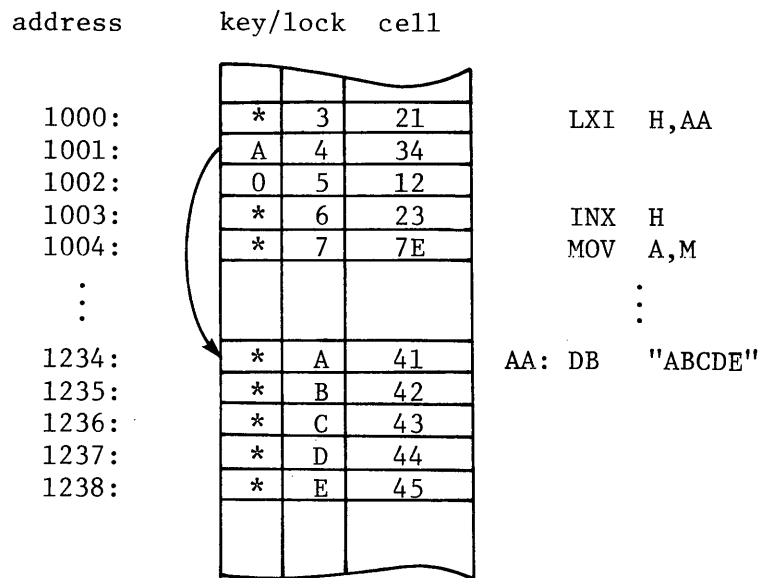 address key/lock cell
1000: * 3 21 LXI H,AA
1001: A 4 34
1002: 0 5 12
1003: * 6 23 INX H
1004: * 7 7E MOV A,M
1234: * A 41 AA: DB "ABCDE"
1235: * B 42
1236: * C 43
1237: * D 44
1238: * E 45